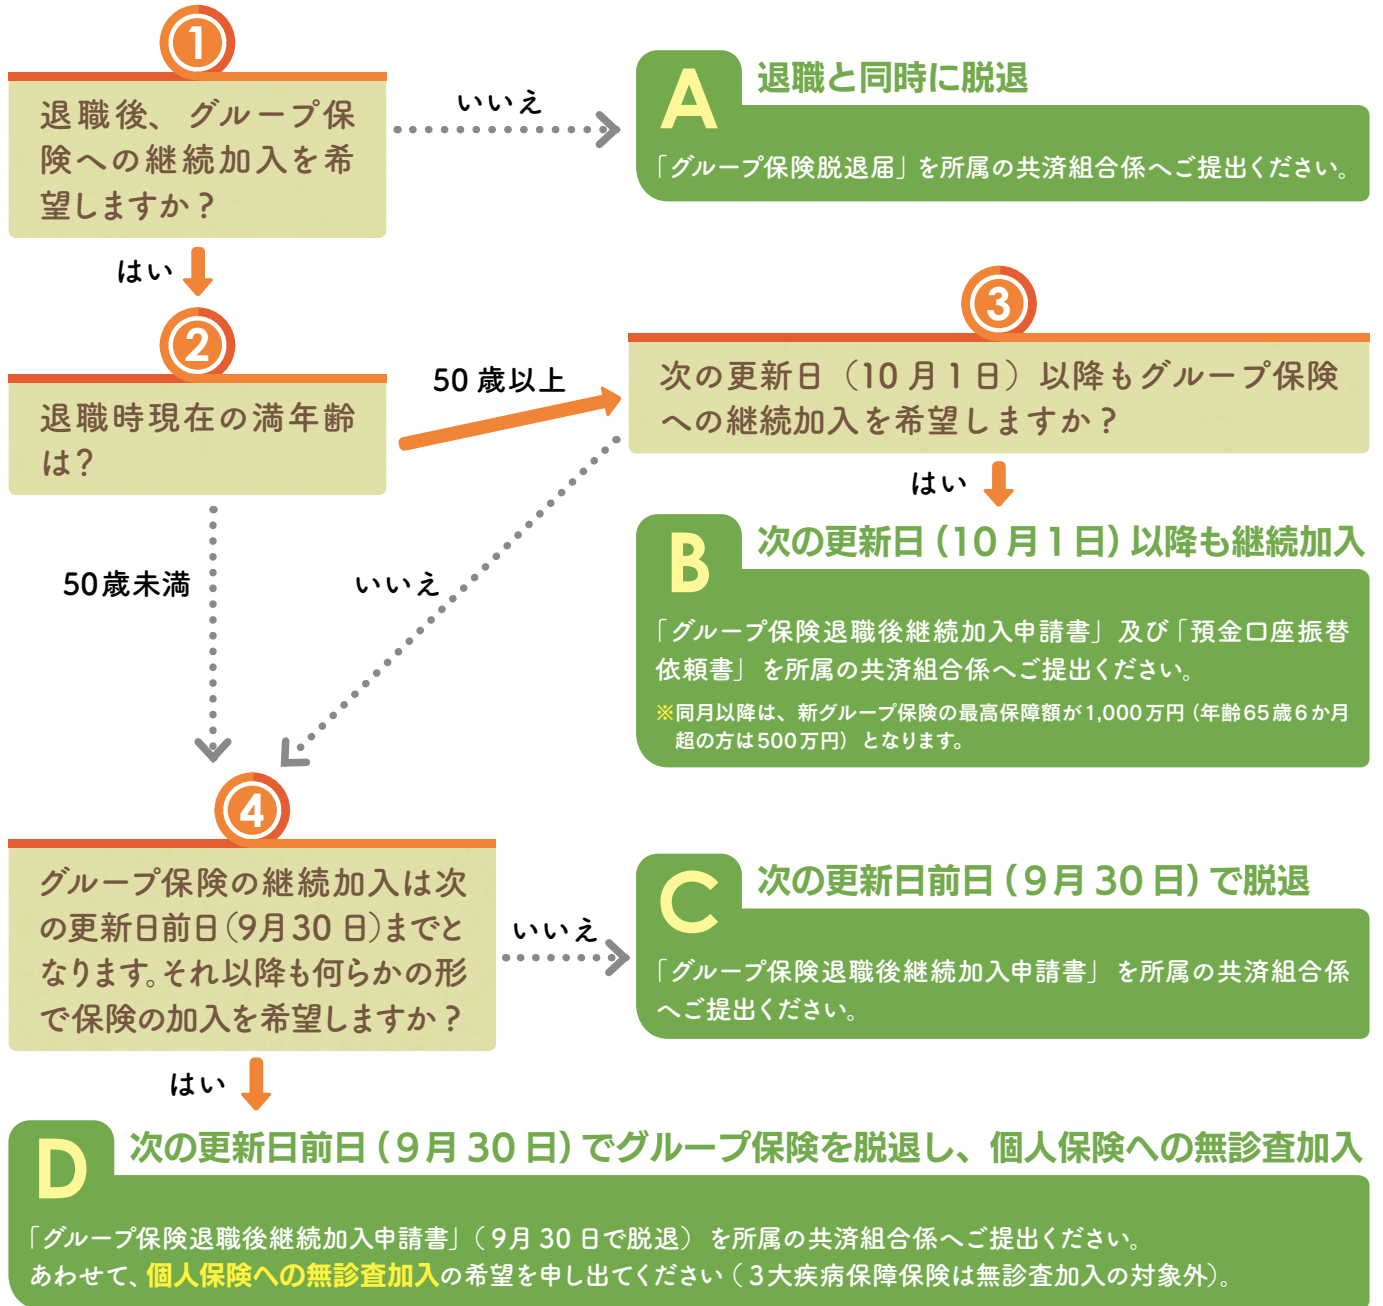 1
退職後、グループ保
険への継続加入を希
望しますか？
いいえ
A
退職と同時に脱退
「グループ保険脱退届」を所属の共済組合係へご提出ください。
はい
2
退職時現在の満年齢
は？
50歳以上
3
次の更新日（10月1日）以降もグループ保険
への継続加入を希望しますか？
はい
50歳未満
いいえ
B
次の更新日（10月1日）以降も継続加入
「グループ保険退職後継続加入申請書」及び「預金口座振替
依頼書」を所属の共済組合係へご提出ください。
※同月以降は、新グループ保険の最高保障額が1,000万円（年齢65歳6か月
超の方は500万円）となります。
4
グループ保険の継続加入は次
の更新日前日（9月30日）までと
なります。それ以降も何らかの形
で保険の加入を希望しますか？
いいえ
C
次の更新日前日（9月30日）で脱退
「グループ保険退職後継続加入申請書」を所属の共済組合係
へご提出ください。
はい
D
次の更新日前日（9月30日）でグループ保険を脱退し、個人保険への無診査加入
「グループ保険退職後継続加入申請書」（9月30日で脱退）を所属の共済組合係へご提出ください。
あわせて、個人保険への無診査加入の希望を申し出てください（3大疾病保障保険は無診査加入の対象外）。